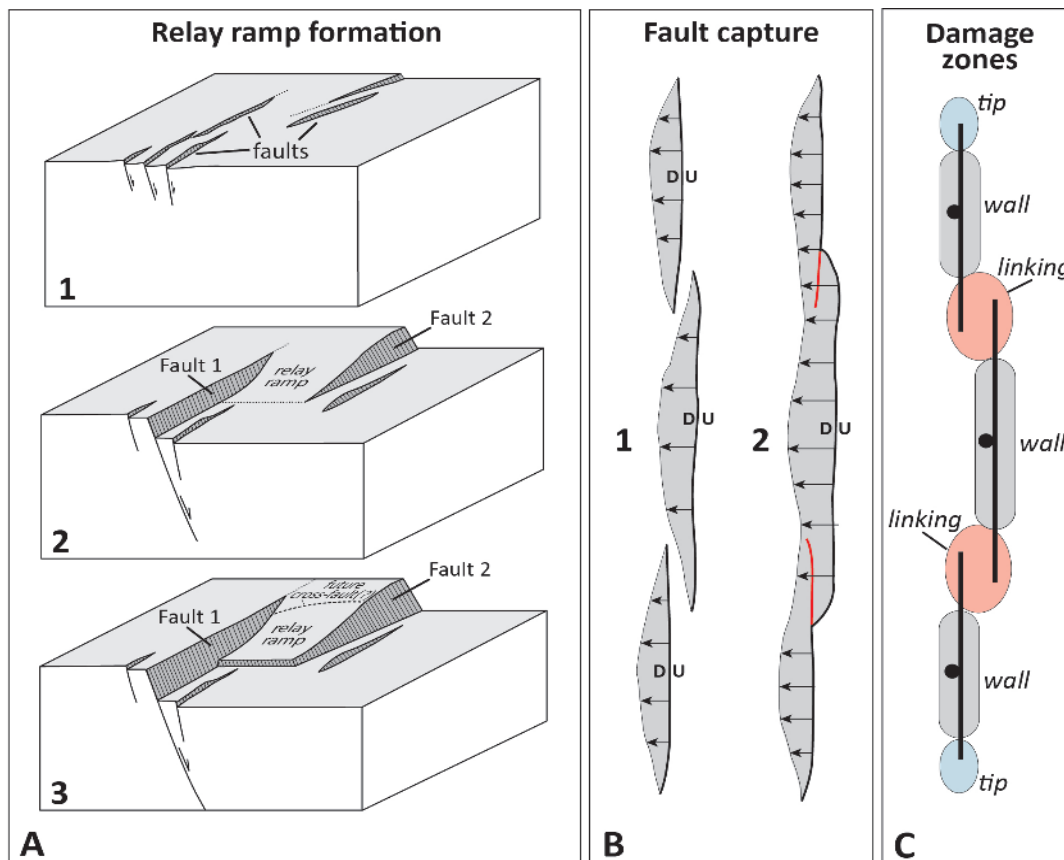 Relay ramp formation
faults
1
Fault 1
Fault 2
relay
ramp
2
Fault 1
Fault 2
future
cross-fault(?)
relay
ramp
3
A
Fault capture
D U
1
D U
D U
2
D U
B
Damage
zones
tip
wall
linking
wall
linking
wall
tip
C